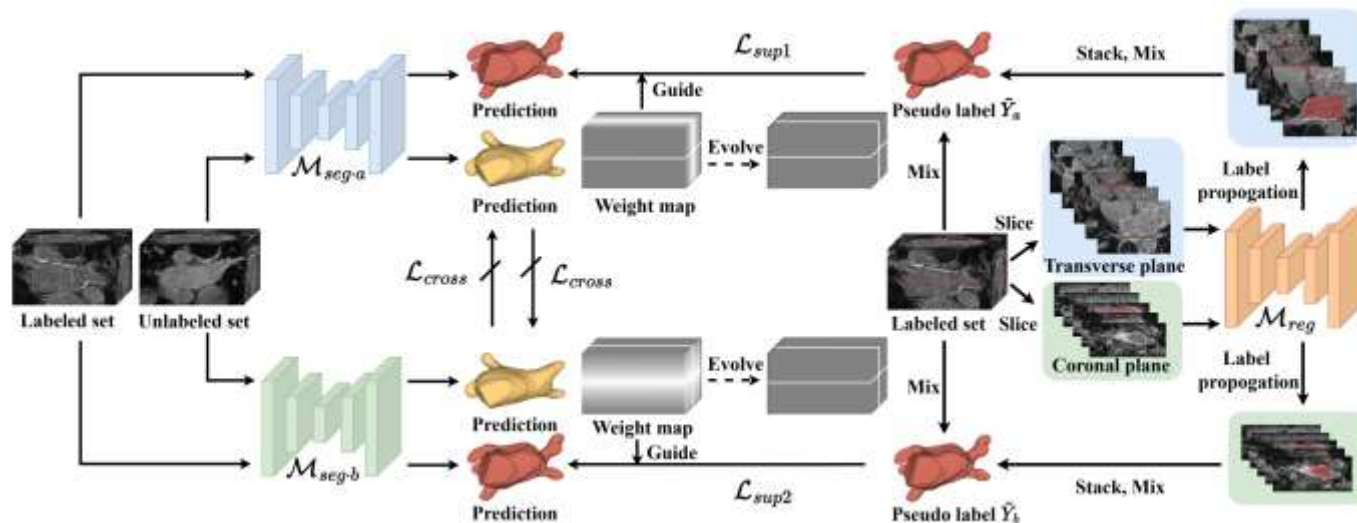 𝓛sup1
Stack, Mix
Guide
Prediction
Pseudo label Ỹa
Evolve
Label
propogation
𝓜seg-a
Mix
Prediction
Weight map
Slice
Transverse plane
𝓛cross
𝓛cross
Labeled set
Unlabeled set
Labeled set
Slice
𝓜reg
Evolve
Coronal plane
Label
propogation
Mix
Prediction
Weight map
Guide
𝓜seg-b
Prediction
𝓛sup2
Stack, Mix
Pseudo label Ỹb